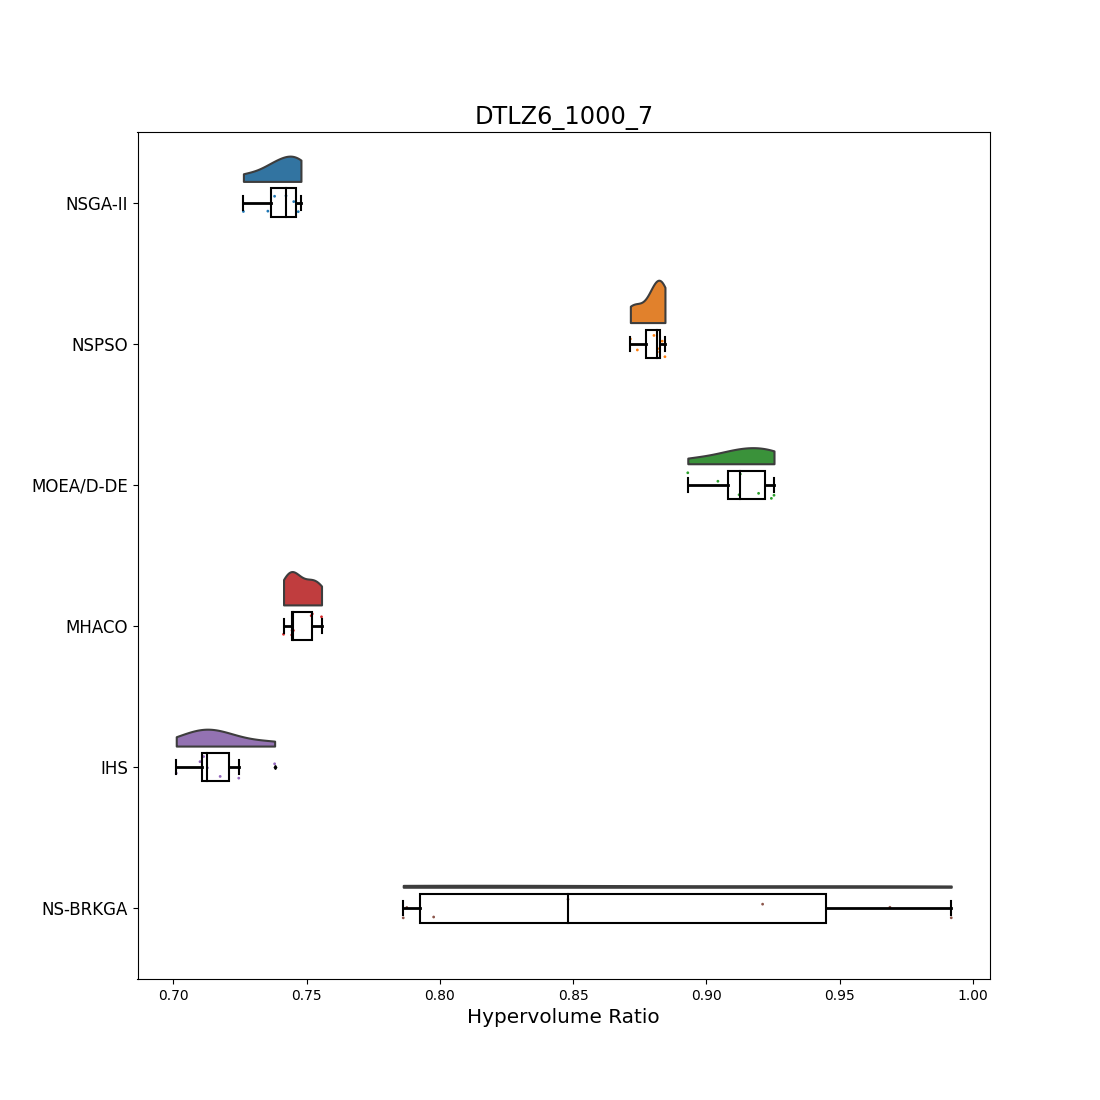 DTLZ6_1000_7
NSGA-II
NSPSO
MOEA/D-DE
MHACO
IHS
NS-BRKGA
0.70 0.75 0.80 0.85 0.90 0.95 1.00
Hypervolume Ratio